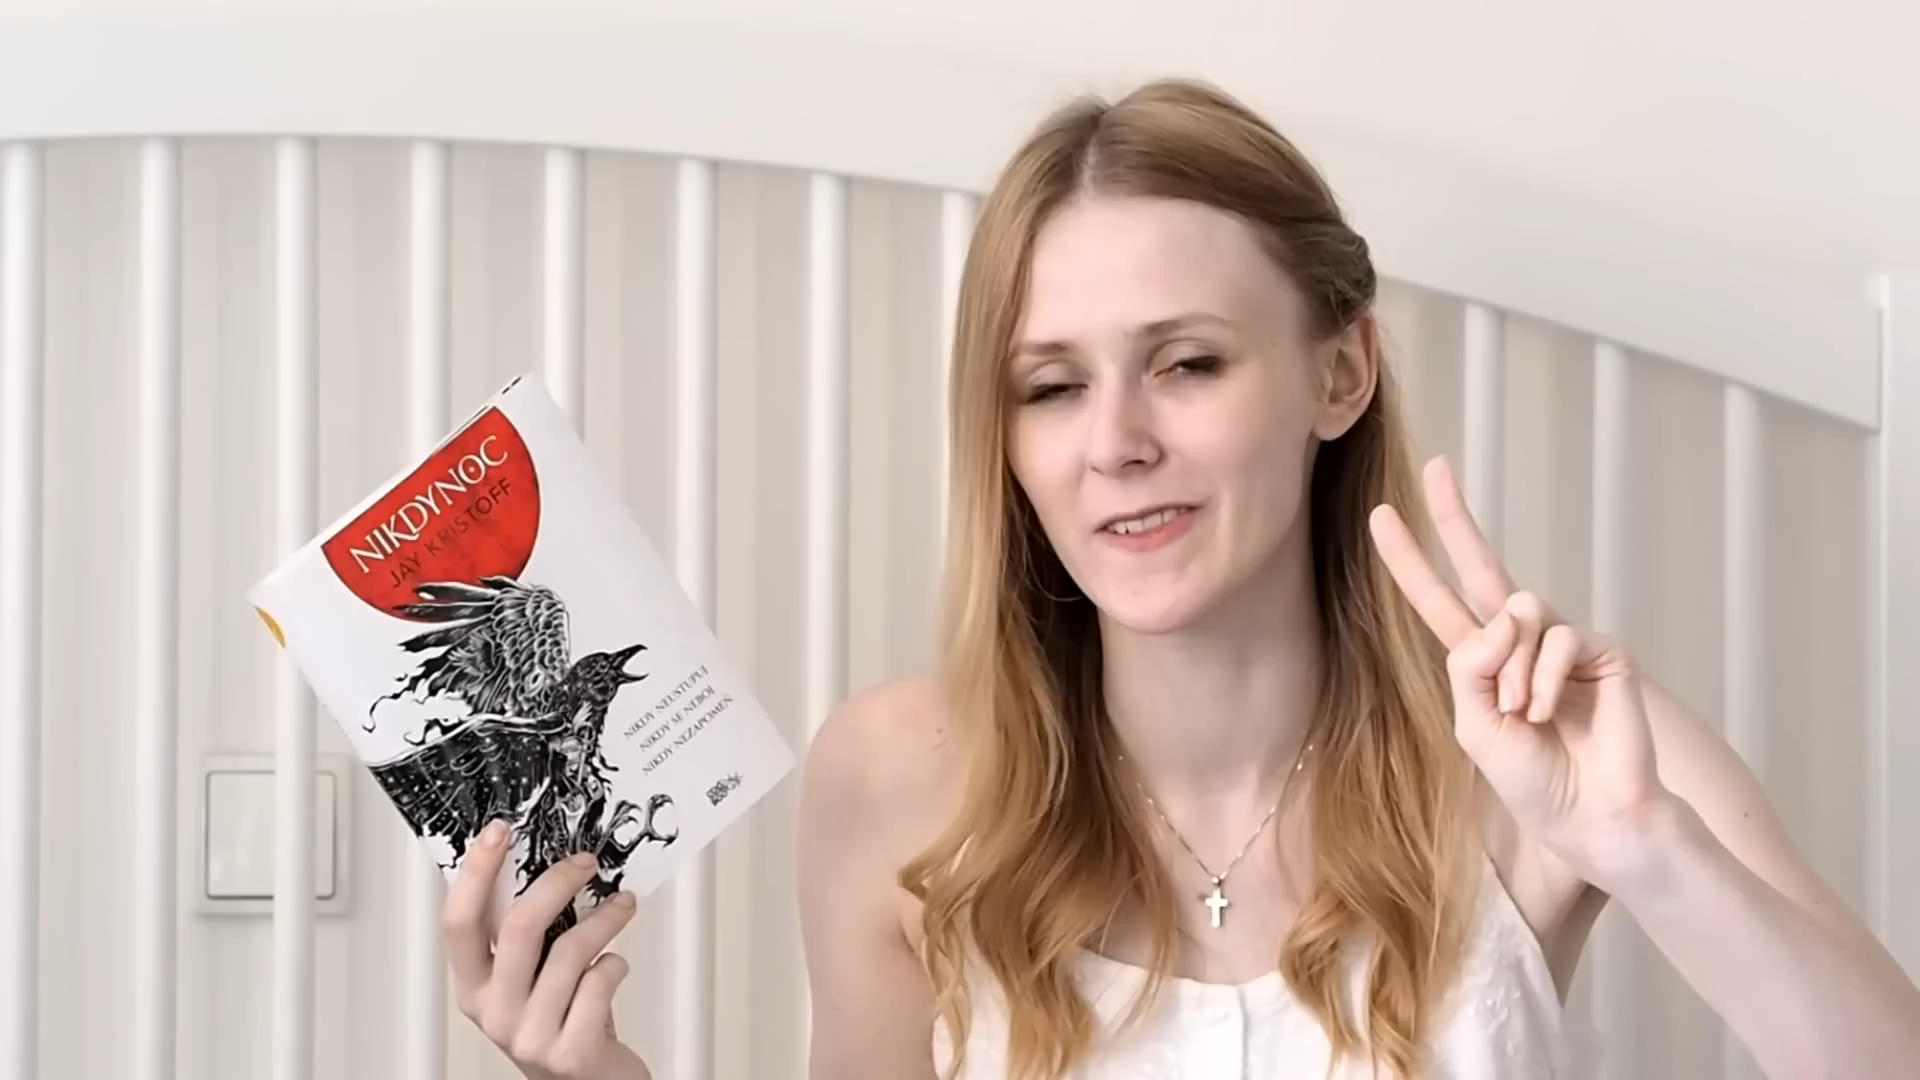 NIKDYNOC
JAY KRISTOFF
NIKDY NEUSTUPUJ
NIKDY SE NEBOJ
NIKDY NEZAPOMEŇ